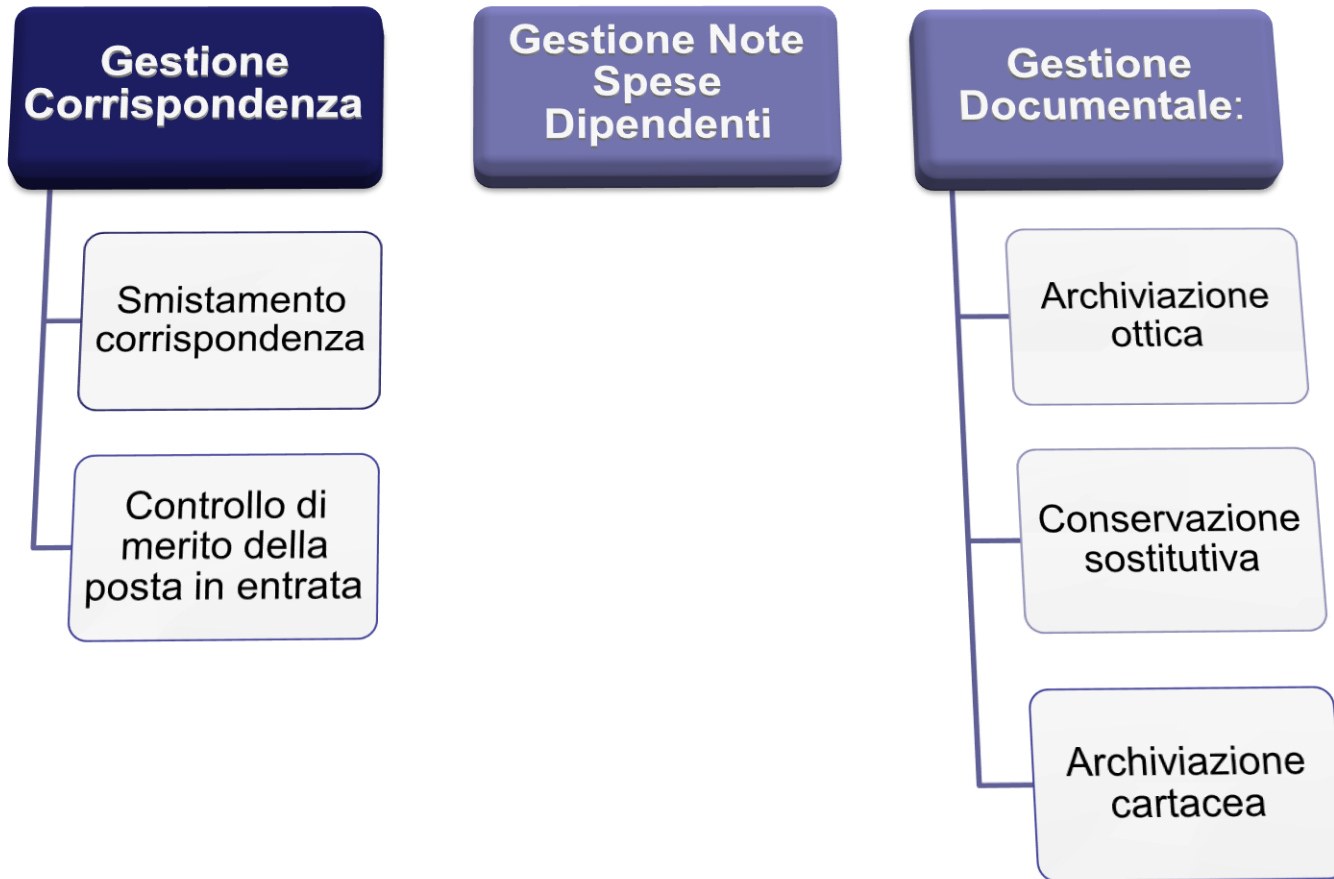 Gestione
Corrispondenza
Gestione Note
Spese
Dipendenti
Gestione
Documentale:
Smistamento
corrispondenza
Controllo di
merito della
posta in entrata
Archiviazione
ottica
Conservazione
sostitutiva
Archiviazione
cartacea